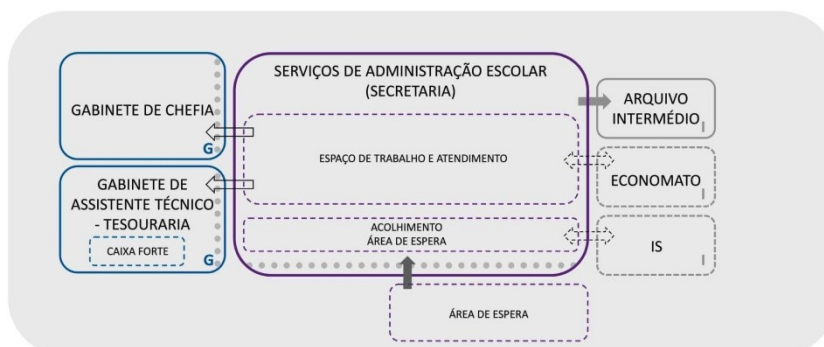 GABINETE DE CHEFIA
G
GABINETE DE
ASSISTENTE TÉCNICO
- TESOURARIA
CAIXA FORTE
G
SERVIÇOS DE ADMINISTRAÇÃO ESCOLAR
(SECRETARIA)
ESPAÇO DE TRABALHO E ATENDIMENTO
ACOLHIMENTO
ÁREA DE ESPERA
ÁREA DE ESPERA
ARQUIVO
INTERMÉDIO
I
ECONOMATO
I
IS
I